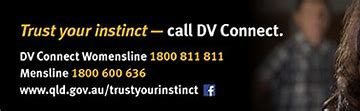 Trust your instinct — call DV Connect.
DV Connect Womensline 1800 811 811
Mensline 1800 600 636
www.qld.gov.au/trustyourinstinct f